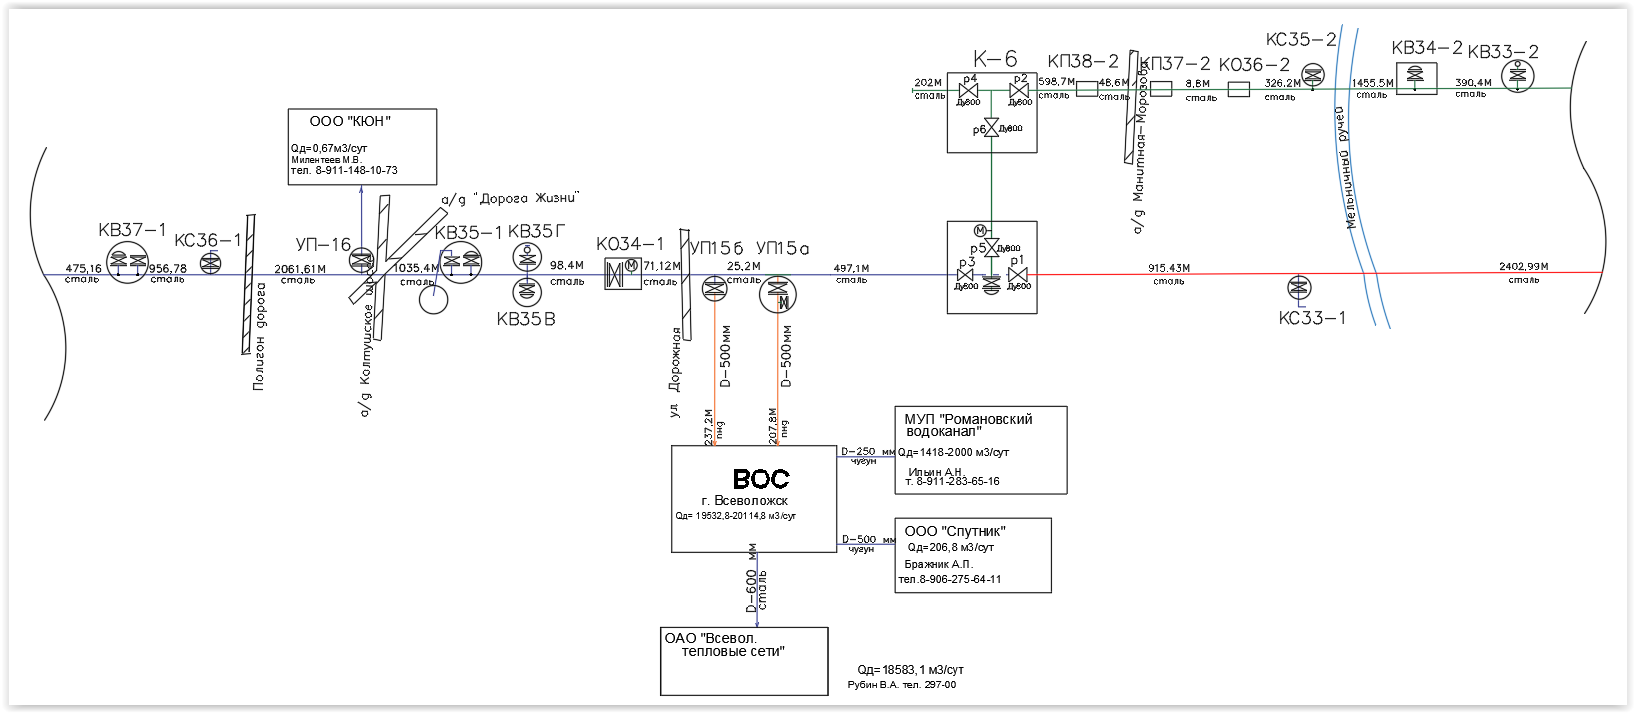 К-6
р4
р2
Ду800
Ду800
р6
Ду800
202М
сталь
598,7М
сталь
КП38-2
48,6М
сталь
а/д Манитная-Морозовы
КП37-2
8,8М
сталь
КО36-2
326,2М
сталь
КС35-2
Мельничный ручей
1455,5М
сталь
КВ34-2
390,4М
сталь
КВ33-2
ООО "КЮН"
Qд=0,67м3/сут
Милентеев М.В.
тел. 8-911-148-10-73
475,16
сталь
КВ37-1
956,78
сталь
КС36-1
Полигон дорога
2061,61М
сталь
УП-16
а/д Колтушское
а/д "Дорога Жизни"
1035,4М
сталь
КВ35-1
КВ35Г
КВ35В
98,4М
сталь
КО34-1
М
71,12М
сталь
ул Дорожная
УП15б
25,2М
сталь
УП15а
М
497,1М
сталь
М
р5
Ду800
р3
р1
Ду800
Ду800
915.43М
сталь
КС33-1
2402,99М
сталь
D-500мм
D-500мм
237,2М
пнд
207,8М
пнд
ВОС
г. Всеволожск
Qд= 19532,8-20114,8 м3/сут
D-250 мм
чугун
МУП "Романовский
водоканал"
Qд=1418-2000 м3/сут
Ильин А.Н.
т. 8-911-283-65-16
D-500 мм
чугун
ООО "Спутник"
Qд=206,8 м3/сут
Бражник А.П.
тел.8-906-275-64-11
D-600 мм
сталь
ОАО "Всевол.
тепловые сети"
Qд=18583,1 м3/сут
Рубин В.А. тел. 297-00